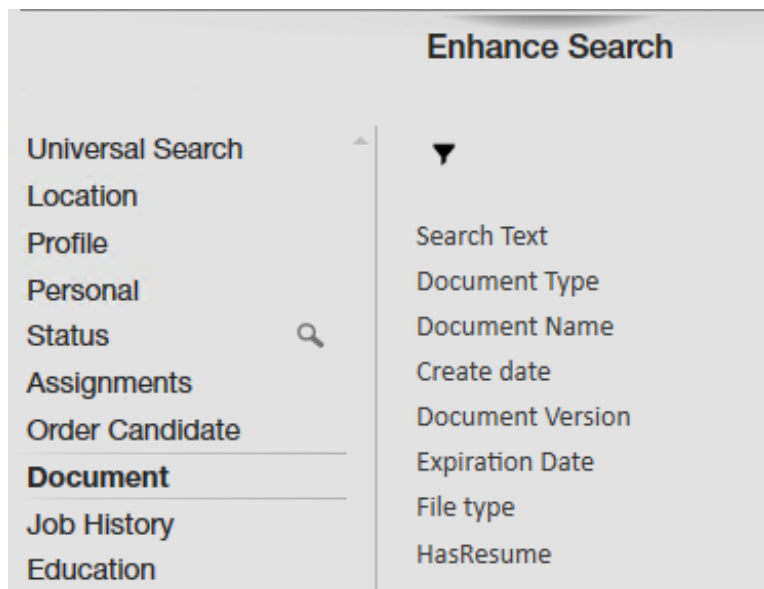 Enhance Search
Universal Search
Location
Profile
Personal
Status
Assignments
Order Candidate
Document
Job History
Education
Search Text
Document Type
Document Name
Create date
Document Version
Expiration Date
File type
HasResume